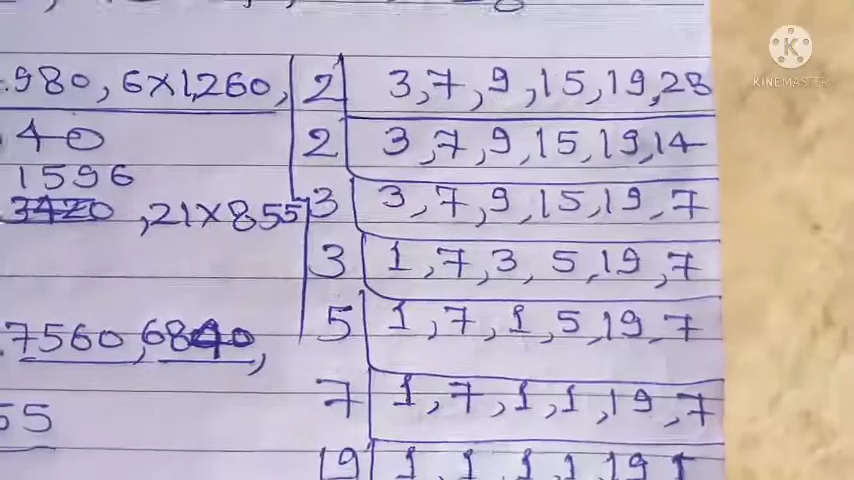 .980, 6×1,260,
40
1596
3420, 21×855
.7560, 6840,
55
2 3, 7, 9, 15, 19, 28
2 3, 7, 9, 15, 19, 14
3 3, 7, 9, 15, 19, 7
3 1, 7, 3, 5, 19, 7
5 1, 7, 1, 5, 19, 7
7 1, 7, 1, 1, 19, 7
19 1, 1, 1, 1, 19 1
K
KINEMASTER